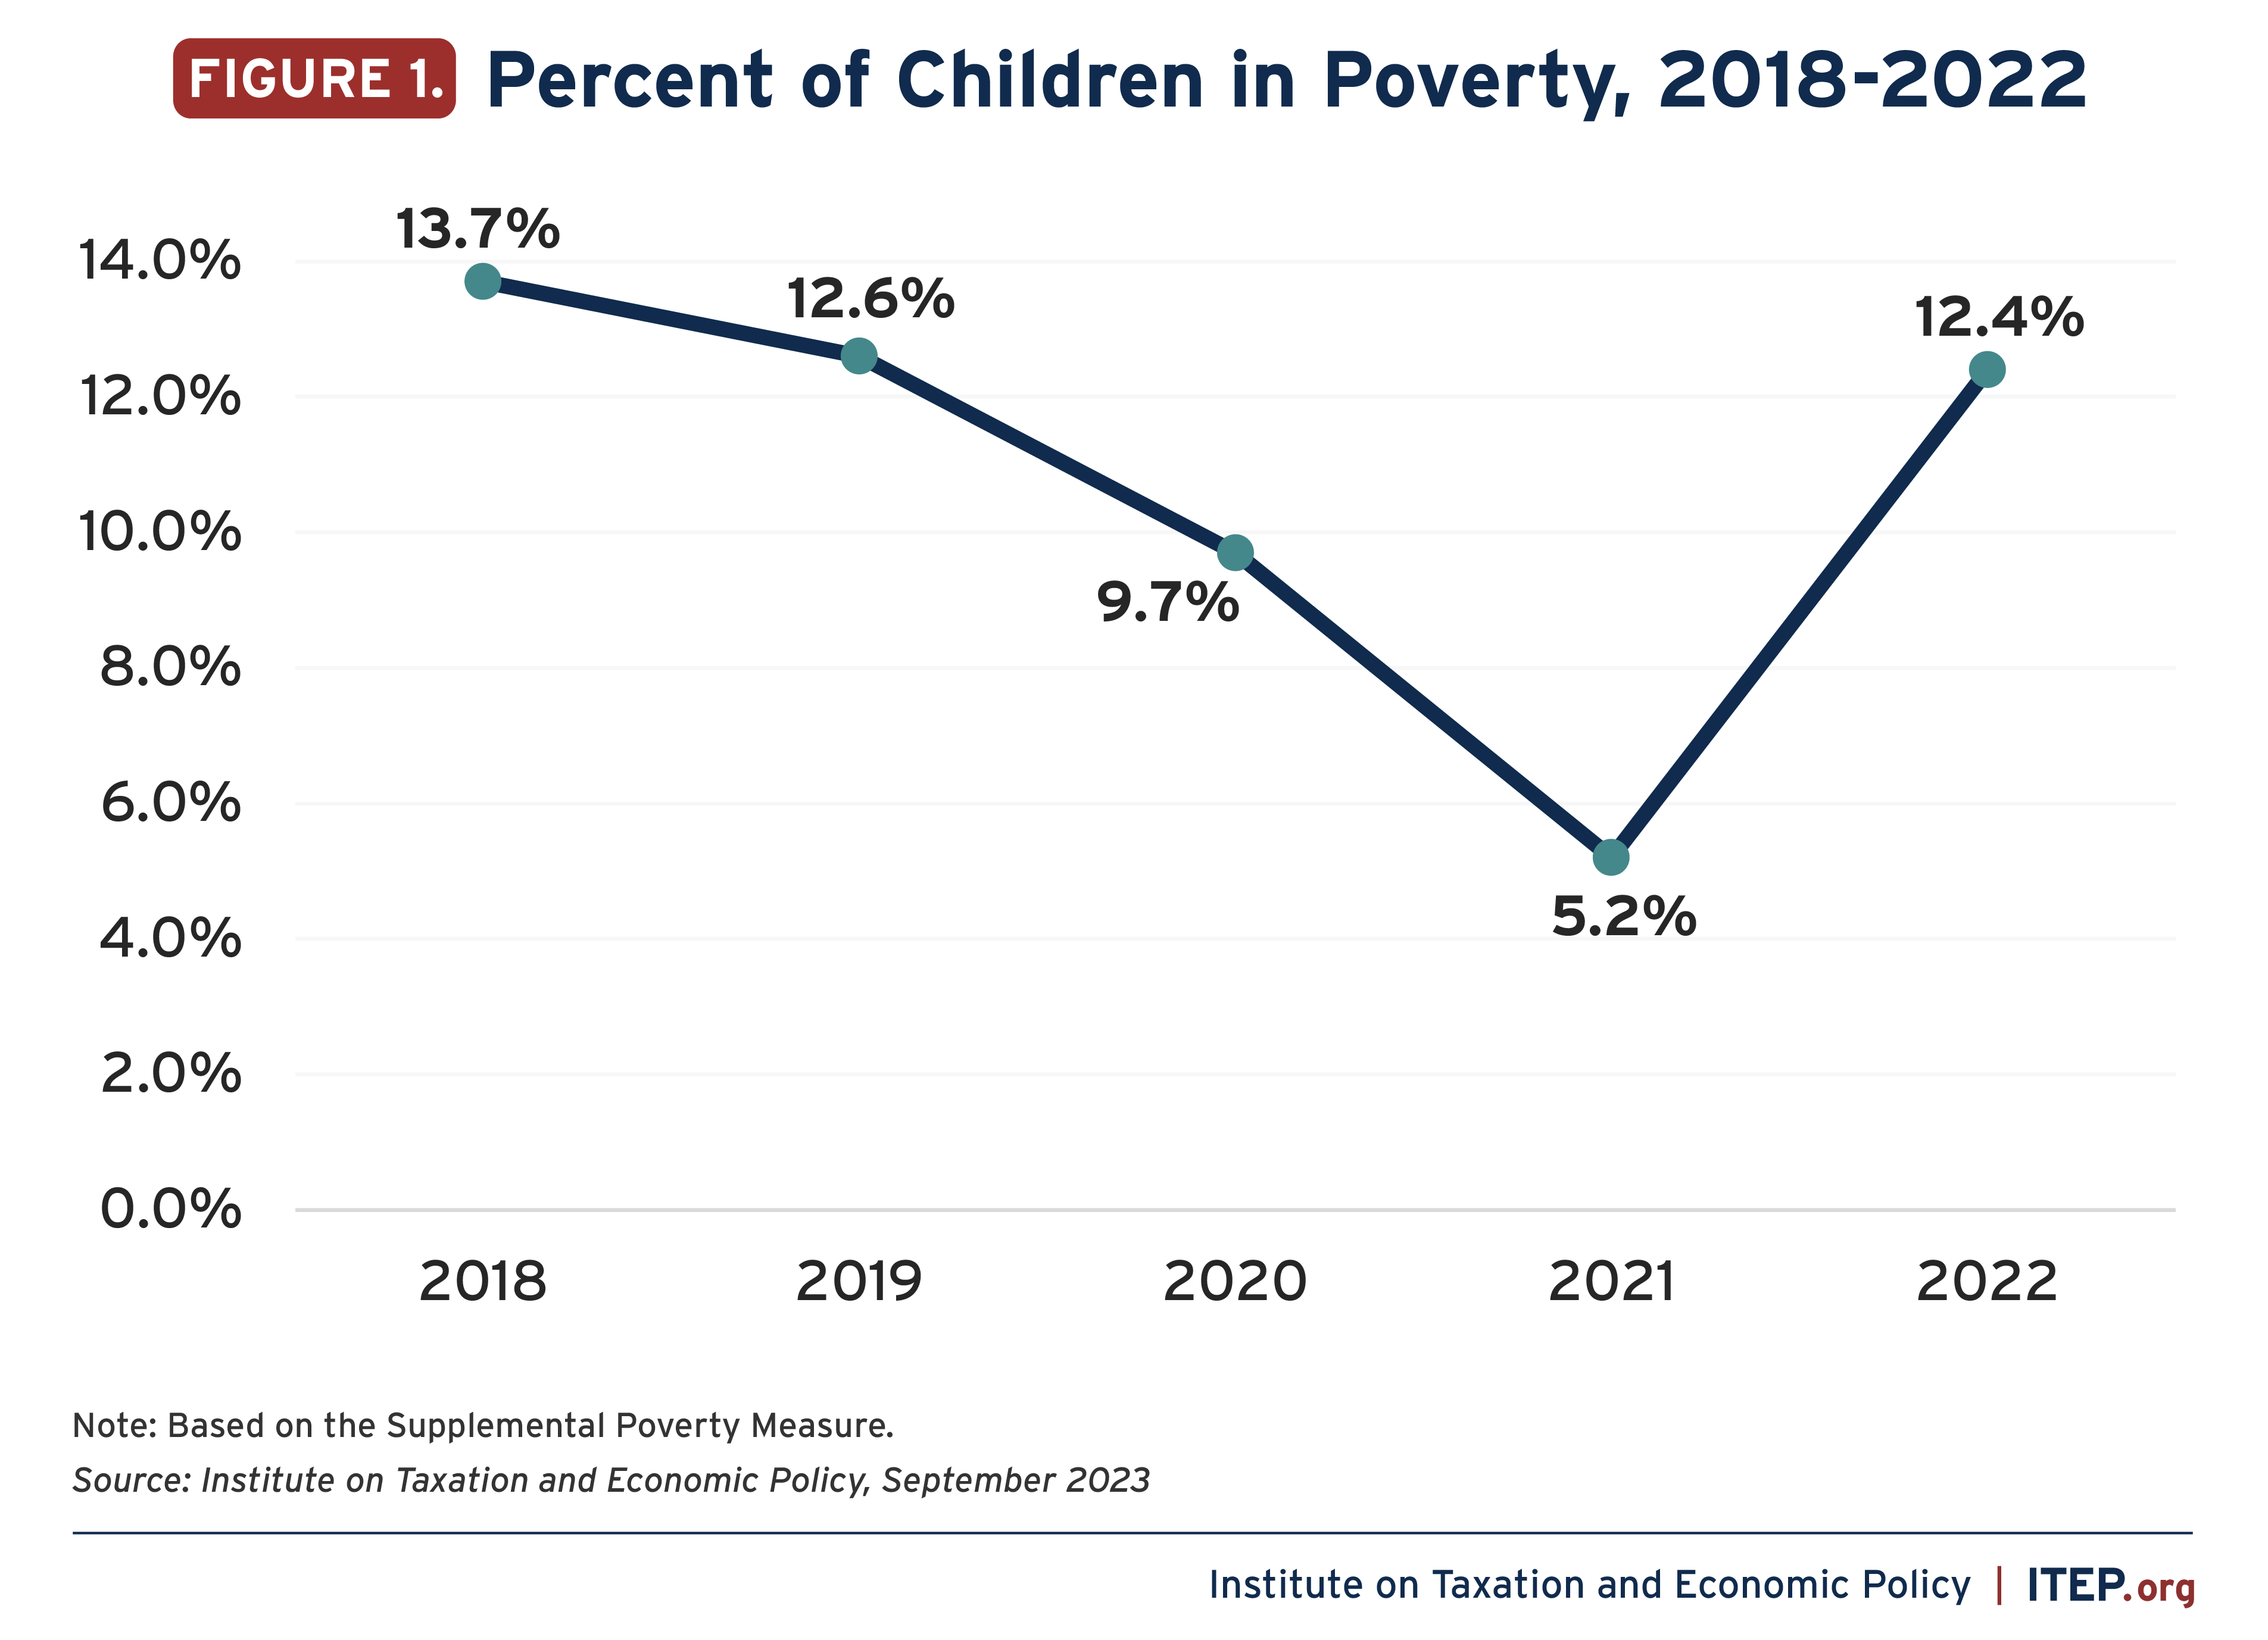 FIGURE 1. Percent of Children in Poverty, 2018-2022
13.7%
14.0%
12.6%
12.4%
12.0%
10.0%
9.7%
8.0%
6.0%
5.2%
4.0%
2.0%
0.0%
2018 2019 2020 2021 2022
Note: Based on the Supplemental Poverty Measure.
Source: Institute on Taxation and Economic Policy, September 2023
Institute on Taxation and Economic Policy | ITEP.org